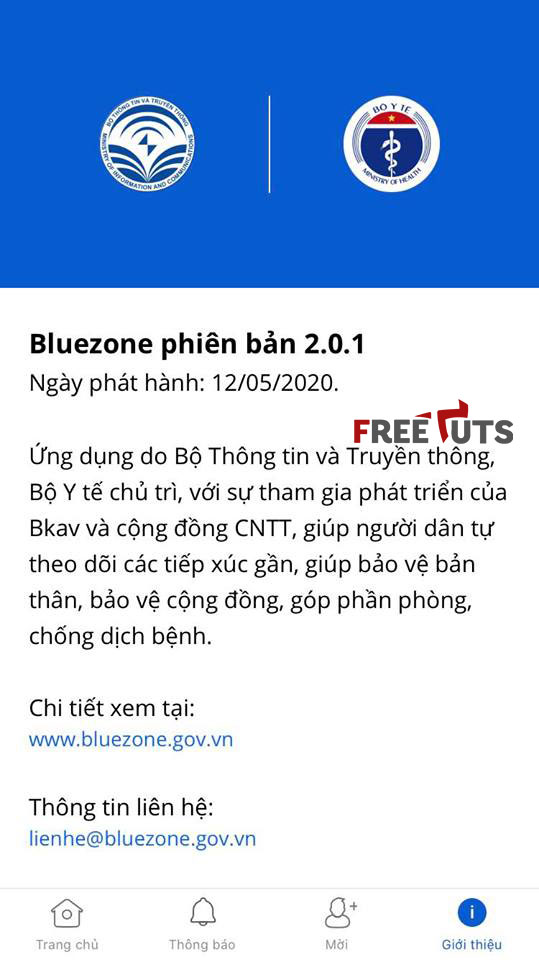 BỘ THÔNG TIN VÀ TRUYỀN THÔNG
MINISTRY OF INFORMATION AND COMMUNICATIONS
BỘ Y TẾ
MINISTRY OF HEALTH
Bluezone phiên bản 2.0.1
Ngày phát hành: 12/05/2020.
FREETUTS
Ứng dụng do Bộ Thông tin và Truyền thông,
Bộ Y tế chủ trì, với sự tham gia phát triển của
Bkav và cộng đồng CNTT, giúp người dân tự
theo dõi các tiếp xúc gần, giúp bảo vệ bản
thân, bảo vệ cộng đồng, góp phần phòng,
chống dịch bệnh.
Chi tiết xem tại:
www.bluezone.gov.vn
Thông tin liên hệ:
lienhe@bluezone.gov.vn
Trang chủ
Thông báo
Mời
Giới thiệu